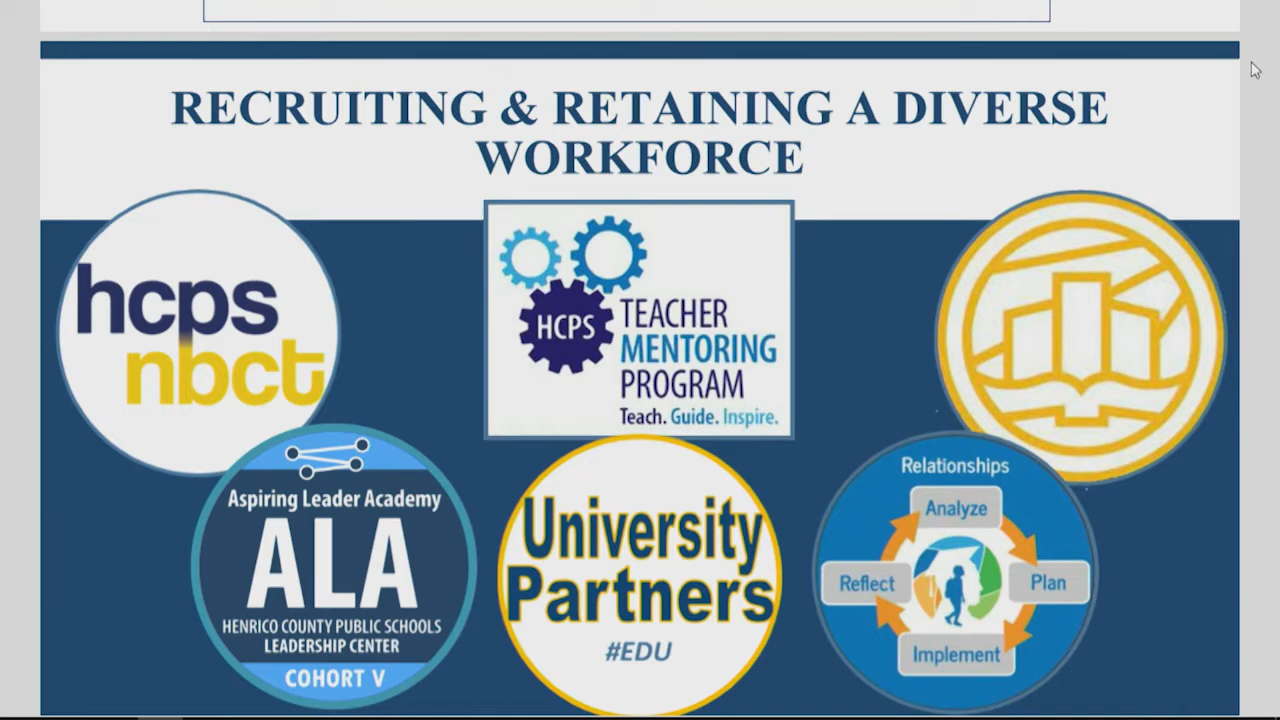 RECRUITING & RETAINING A DIVERSE
WORKFORCE
hcps
nbct
HCPS
TEACHER
MENTORING
PROGRAM
Teach. Guide. Inspire.
Aspiring Leader Academy
ALA
HENRICO COUNTY PUBLIC SCHOOLS
LEADERSHIP CENTER
COHORT V
University
Partners
#EDU
Relationships
Analyze
Reflect
Plan
Implement